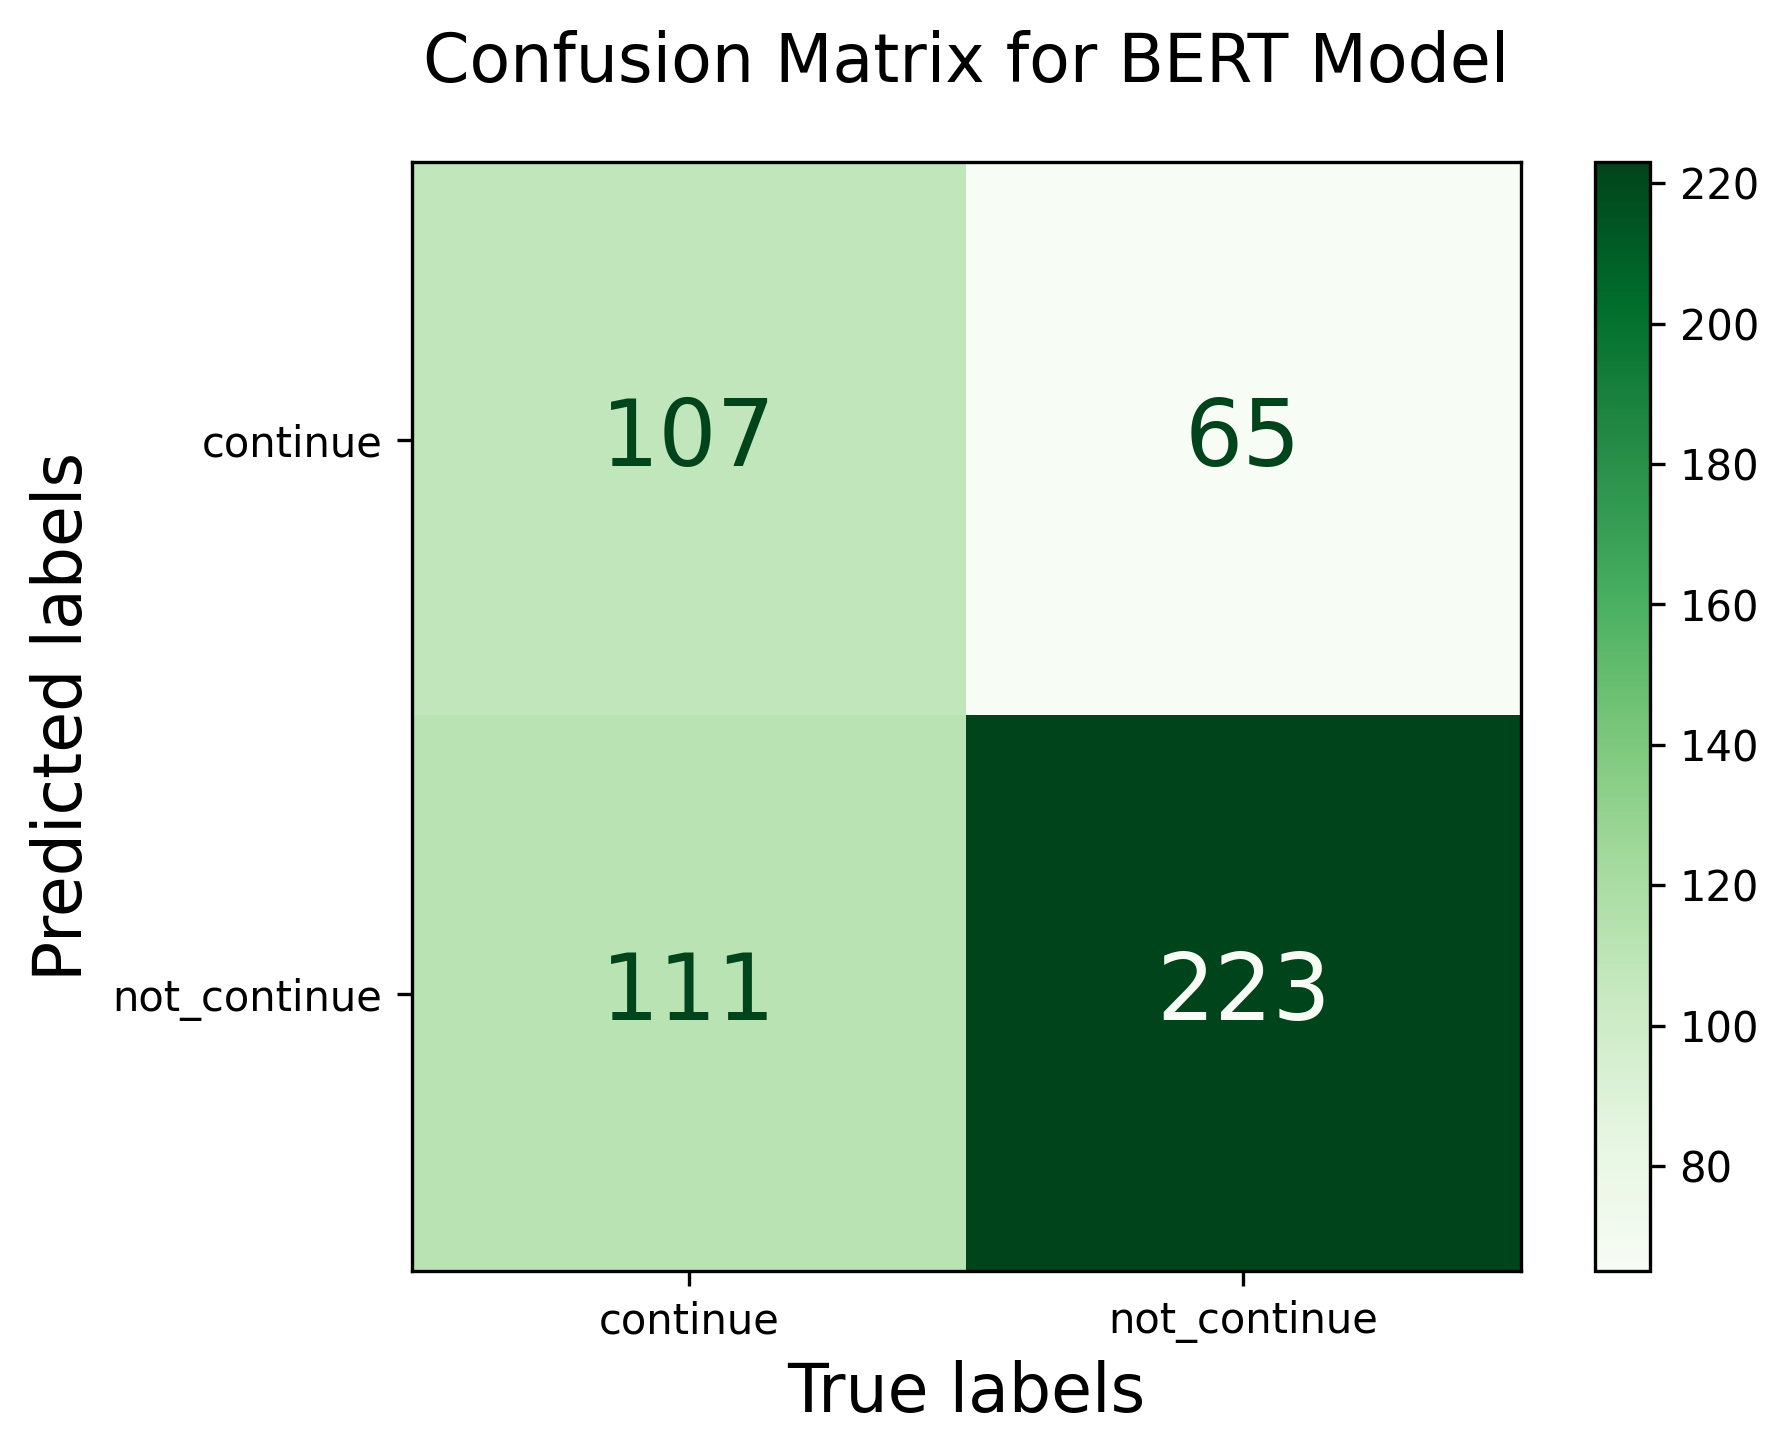 Confusion Matrix for BERT Model
Predicted labels
continue
not_continue
107
65
111
223
continue
not_continue
True labels
220
200
180
160
140
120
100
80